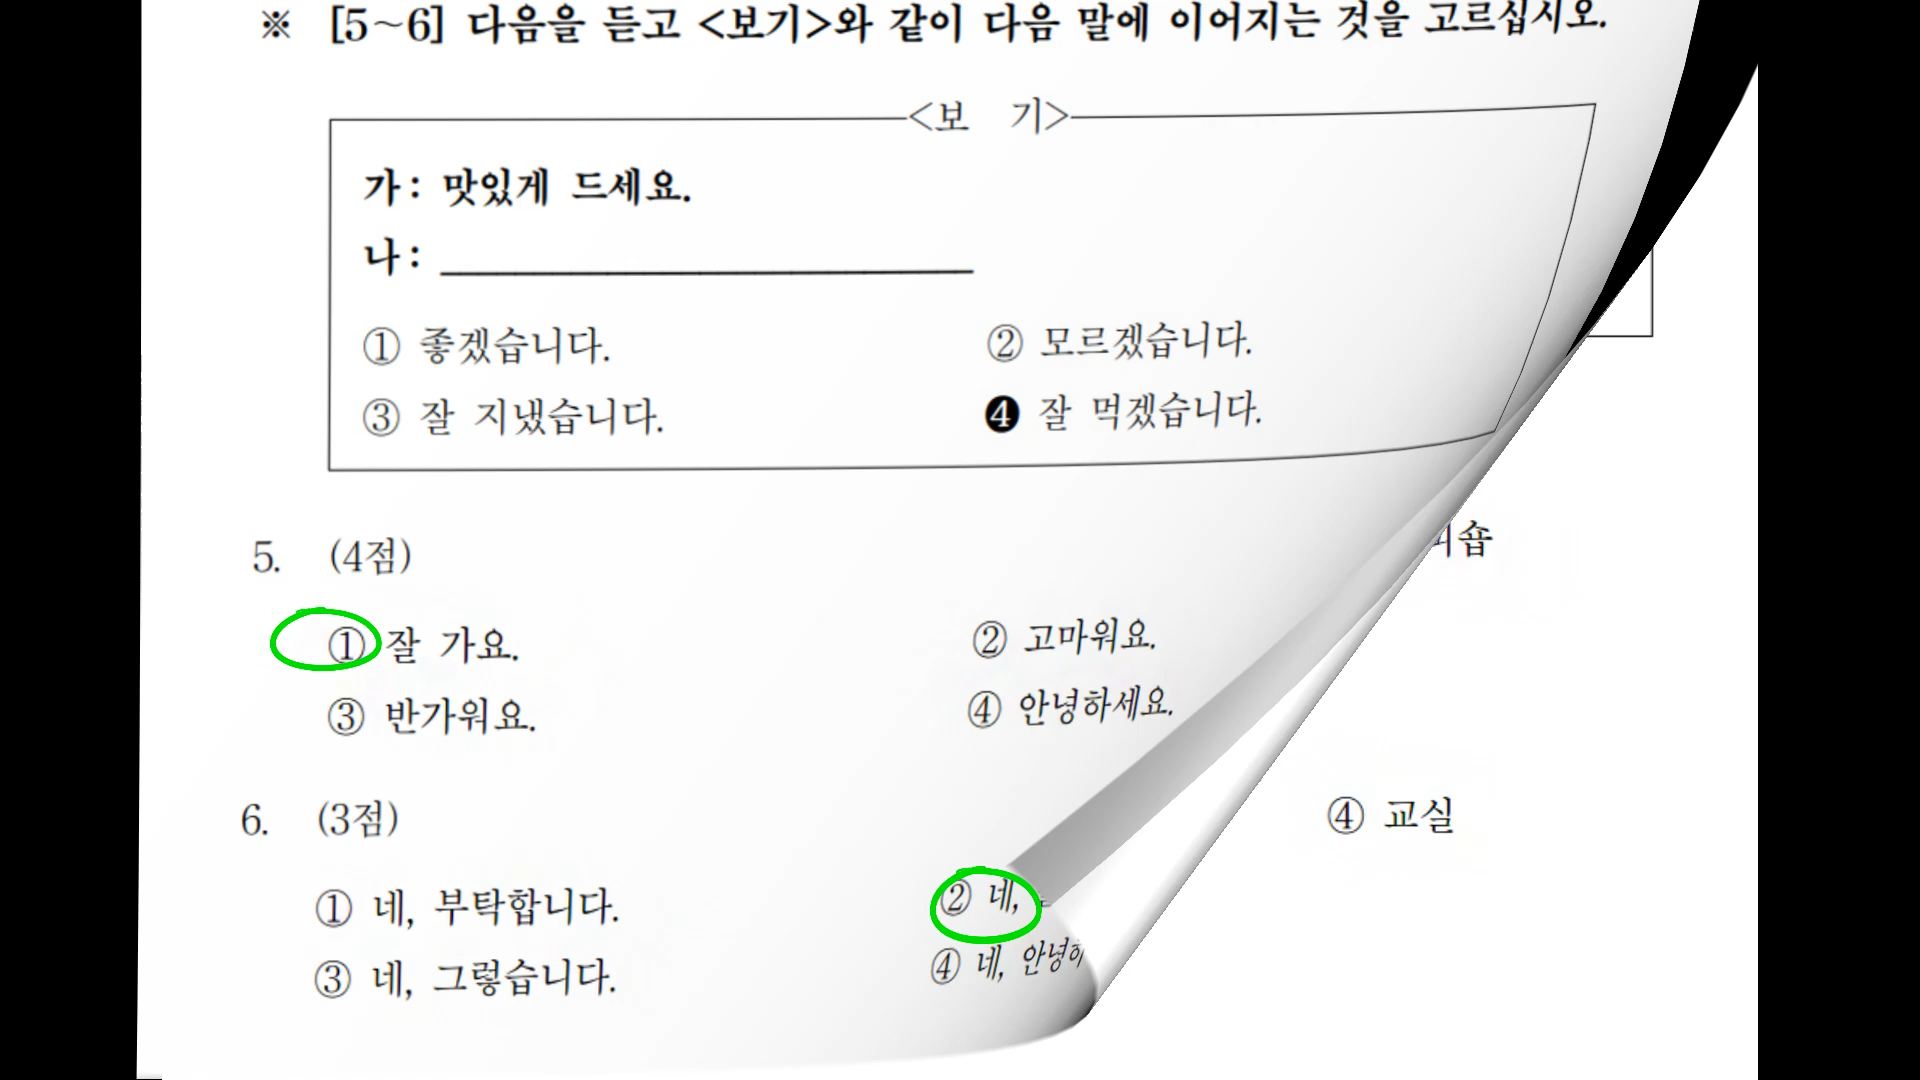 ※ [5~6] 다음을 듣고 <보기>와 같이 다음 말에 이어지는 것을 고르십시오.
<보 기>
가: 맛있게 드세요.
나:
① 좋겠습니다. ② 모르겠습니다.
③ 잘 지냈습니다. ❹ 잘 먹겠습니다.
5. (4점)
① 잘 가요. ② 고마워요.
③ 반가워요. ④ 안녕하세요.
6. (3점)
① 네, 부탁합니다. ② 네,
③ 네, 그렇습니다. ④ 네,
숍
④ 교실